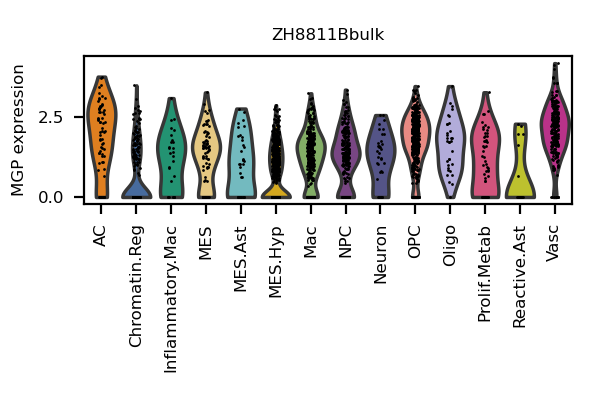 ZH8811Bbulk
MGP expression
2.5
0.0
AC
Chromatin.Reg
Inflammatory.Mac
MES
MES.Ast
MES.Hyp
Mac
NPC
Neuron
OPC
Oligo
Prolif.Metab
Reactive.Ast
Vasc